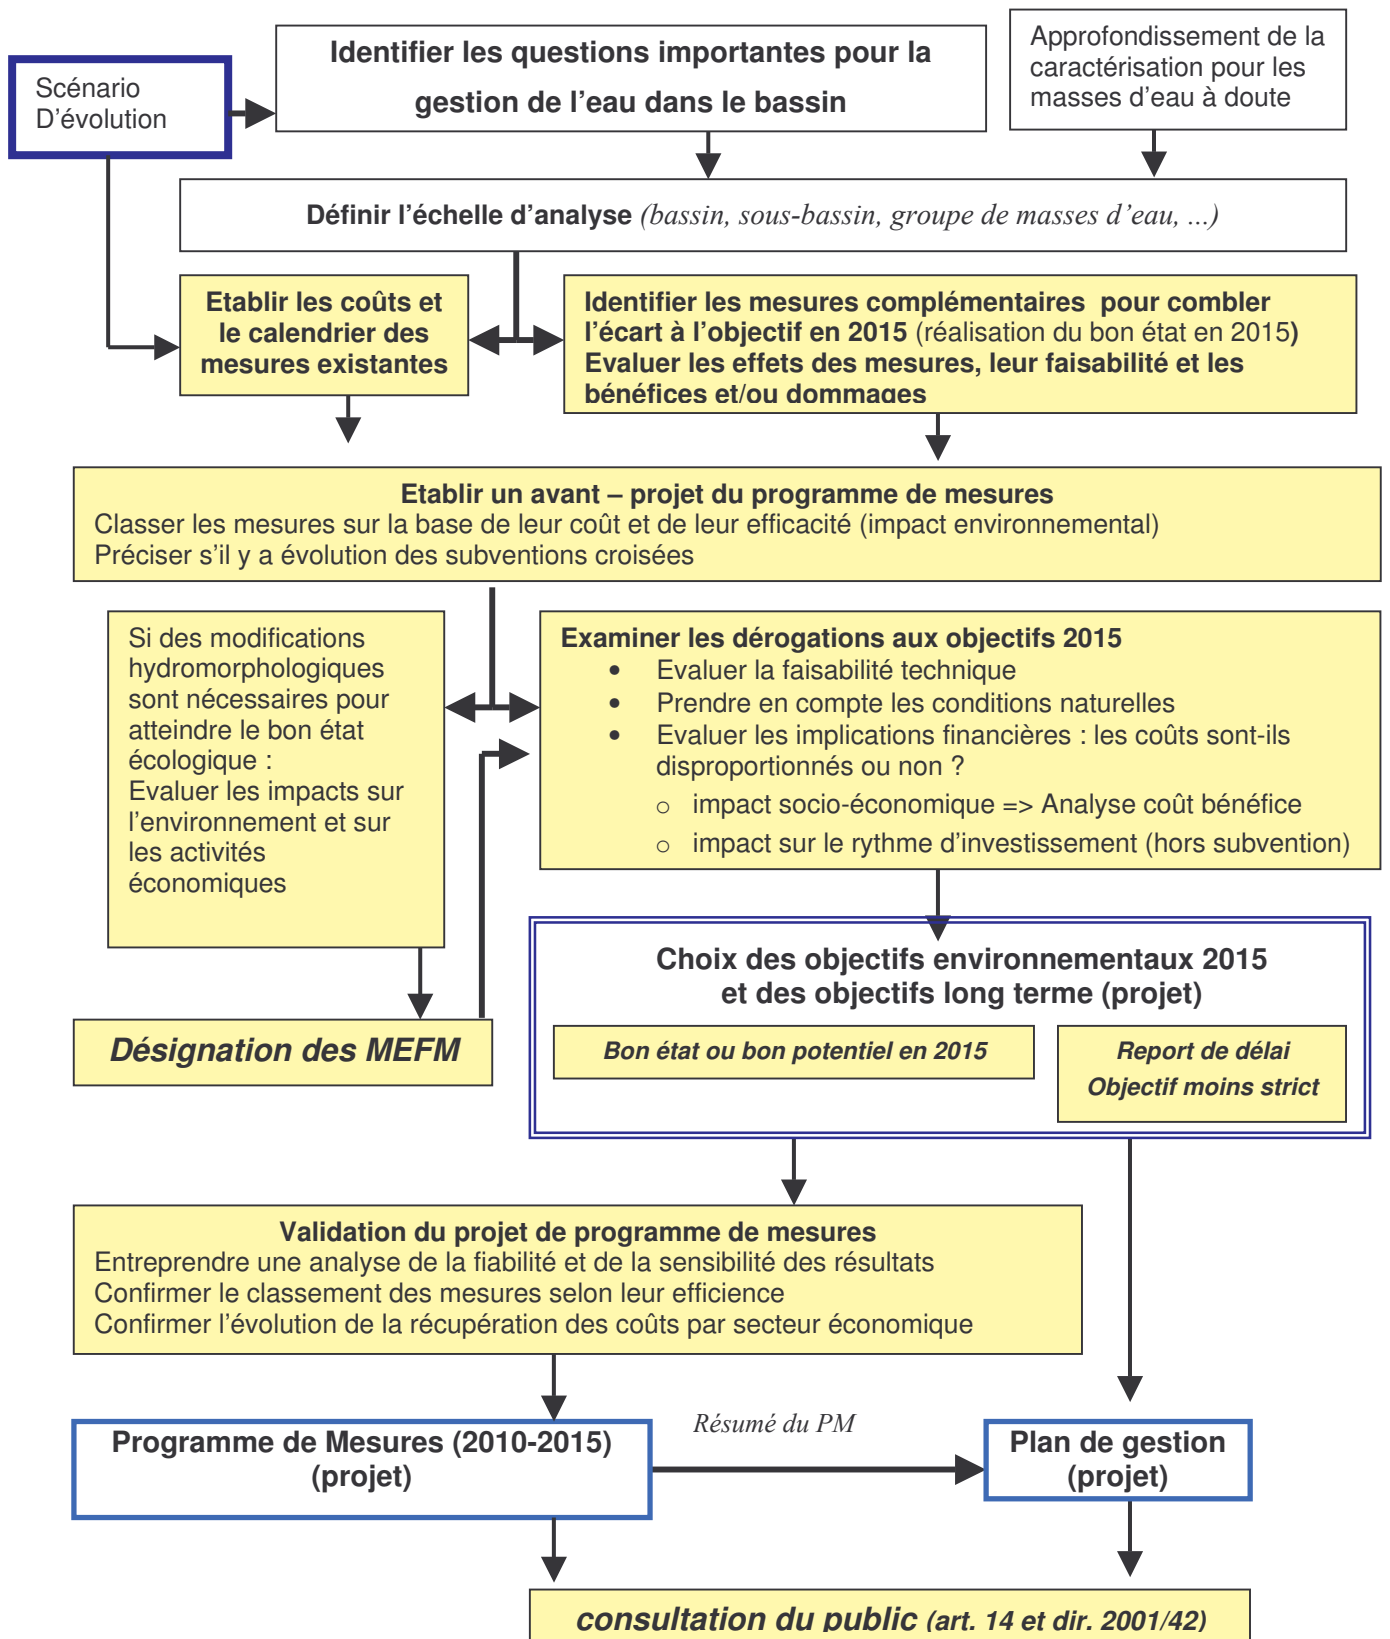 Scénario
D'évolution
Identifier les questions importantes pour la
gestion de l'eau dans le bassin
Approfondissement de la
caractérisation pour les
masses d'eau à doute
Définir l'échelle d'analyse (bassin, sous-bassin, groupe de masses d'eau, ...)
Etablir les coûts et
le calendrier des
mesures existantes
Identifier les mesures complémentaires pour combler
l'écart à l'objectif en 2015 (réalisation du bon état en 2015)
Evaluer les effets des mesures, leur faisabilité et les
bénéfices et/ou dommages
Etablir un avant – projet du programme de mesures
Classer les mesures sur la base de leur coût et de leur efficacité (impact environnemental)
Préciser s'il y a évolution des subventions croisées
Si des modifications
hydromorphologiques
sont nécessaires pour
atteindre le bon état
écologique :
Evaluer les impacts sur
l'environnement et sur
les activités
économiques
Examiner les dérogations aux objectifs 2015
• Evaluer la faisabilité technique
• Prendre en compte les conditions naturelles
• Evaluer les implications financières : les coûts sont-ils
disproportionnés ou non ?
o impact socio-économique => Analyse coût bénéfice
o impact sur le rythme d'investissement (hors subvention)
Désignation des MEFM
Choix des objectifs environnementaux 2015
et des objectifs long terme (projet)
Bon état ou bon potentiel en 2015
Report de délai
Objectif moins strict
Validation du projet de programme de mesures
Entreprendre une analyse de la fiabilité et de la sensibilité des résultats
Confirmer le classement des mesures selon leur efficience
Confirmer l'évolution de la récupération des coûts par secteur économique
Programme de Mesures (2010-2015)
(projet)
Résumé du PM
Plan de gestion
(projet)
consultation du public (art. 14 et dir. 2001/42)